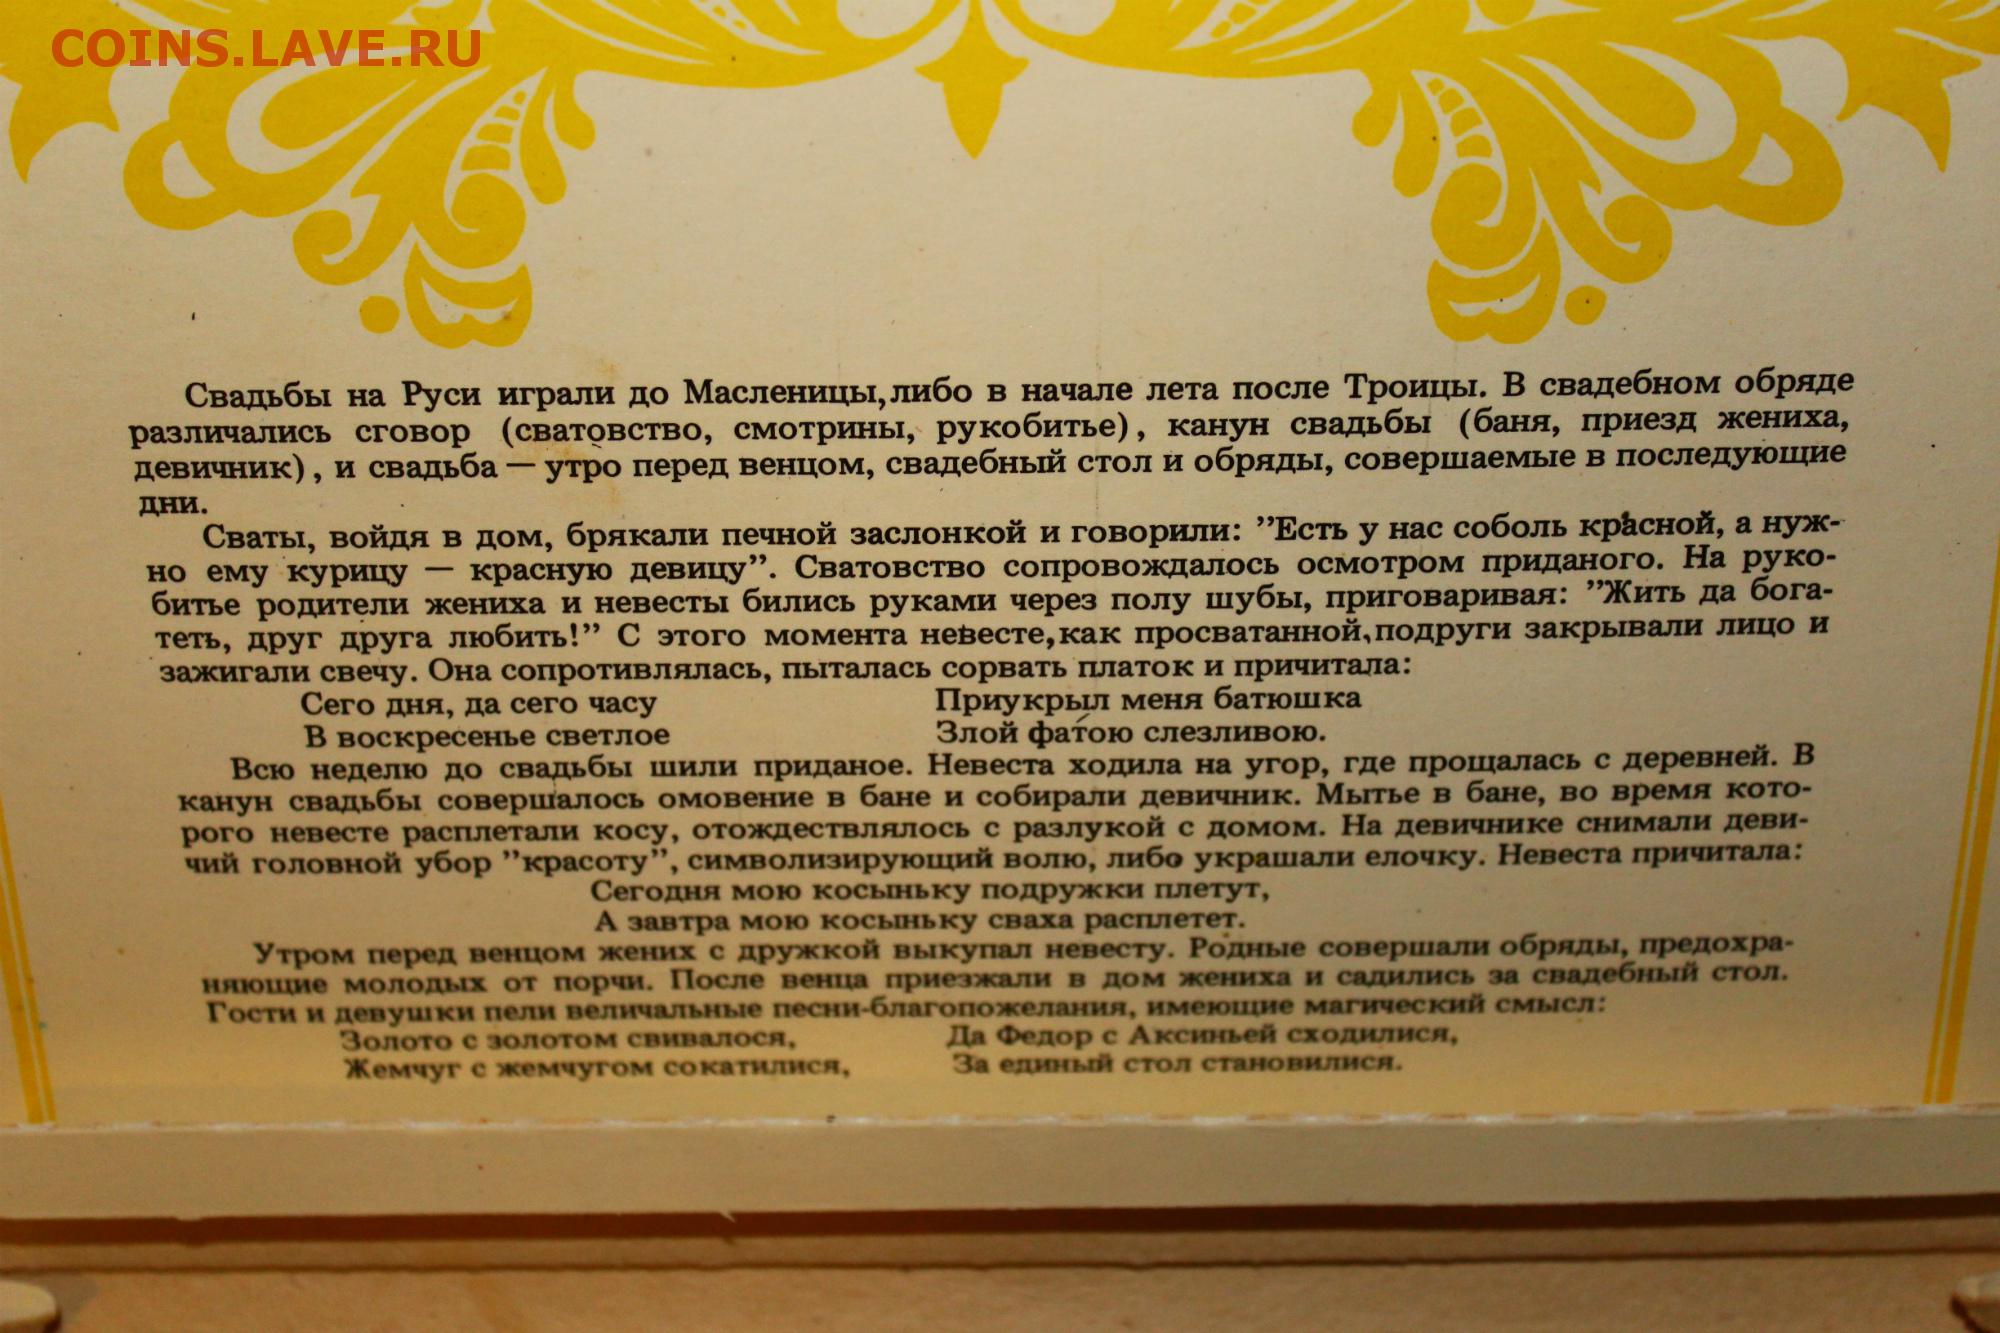 COINS.LAVE.RU
Свадьбы на Руси играли до Масленицы, либо в начале лета после Троицы. В свадебном обряде
различались сговор (сватовство, смотрины, рукобитье), канун свадьбы (баня, приезд жениха,
девичник), и свадьба — утро перед венцом, свадебный стол и обряды, совершаемые в последующие
дни.
Сваты, войдя в дом, брякали печной заслонкой и говорили: ”Есть у нас соболь красной, а нуж-
но ему курицу — красную девицу”. Сватовство сопровождалось осмотром приданого. На руко-
битье родители жениха и невесты бились руками через полу шубы, приговаривая: ”Жить да бога-
теть, друг друга любить!” С этого момента невесте, как просватанной, подруги закрывали лицо и
зажигали свечу. Она сопротивлялась, пыталась сорвать платок и причитала:
Сего дня, да сего часу
В воскресенье светлое
Приукрыл меня батюшка
Злой фатою слезливою.
Всю неделю до свадьбы шили приданое. Невеста ходила на угор, где прощалась с деревней. В
канун свадьбы совершалось омовение в бане и собирали девичник. Мытье в бане, во время кото-
рого невесте расплетали косу, отождествлялось с разлукой с домом. На девичнике снимали деви-
чий головной убор ”красоту”, символизирующий волю, либо украшали елочку. Невеста причитала:
Сегодня мою косыньку подружки плетут,
А завтра мою косыньку сваха расплетет.
Утром перед венцом жених с дружкой выкупал невесту. Родные совершали обряды, предохра-
няющие молодых от порчи. После венца приезжали в дом жениха и садились за свадебный стол.
Гости и девушки пели величальные песни-благопожелания, имеющие магический смысл:
Золото с золотом свивалося,
Жемчуг с жемчугом сокатилися,
Да Федор с Аксиньей сходилися,
За единый стол становилися.